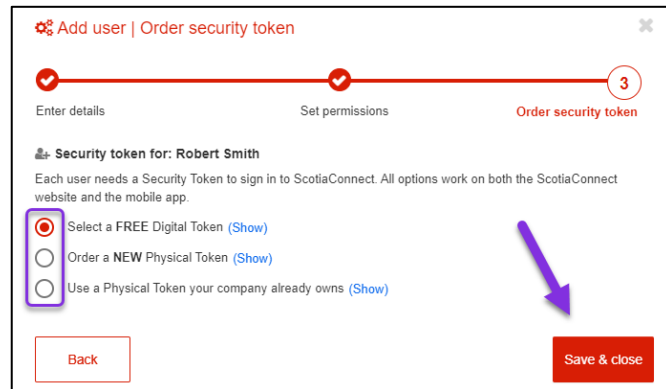 Add user | Order security token
3
Enter details
Set permissions
Order security token
Security token for: Robert Smith
Each user needs a Security Token to sign in to ScotiaConnect. All options work on both the ScotiaConnect
website and the mobile app.
Select a FREE Digital Token (Show)
Order a NEW Physical Token (Show)
Use a Physical Token your company already owns (Show)
Back
Save & close